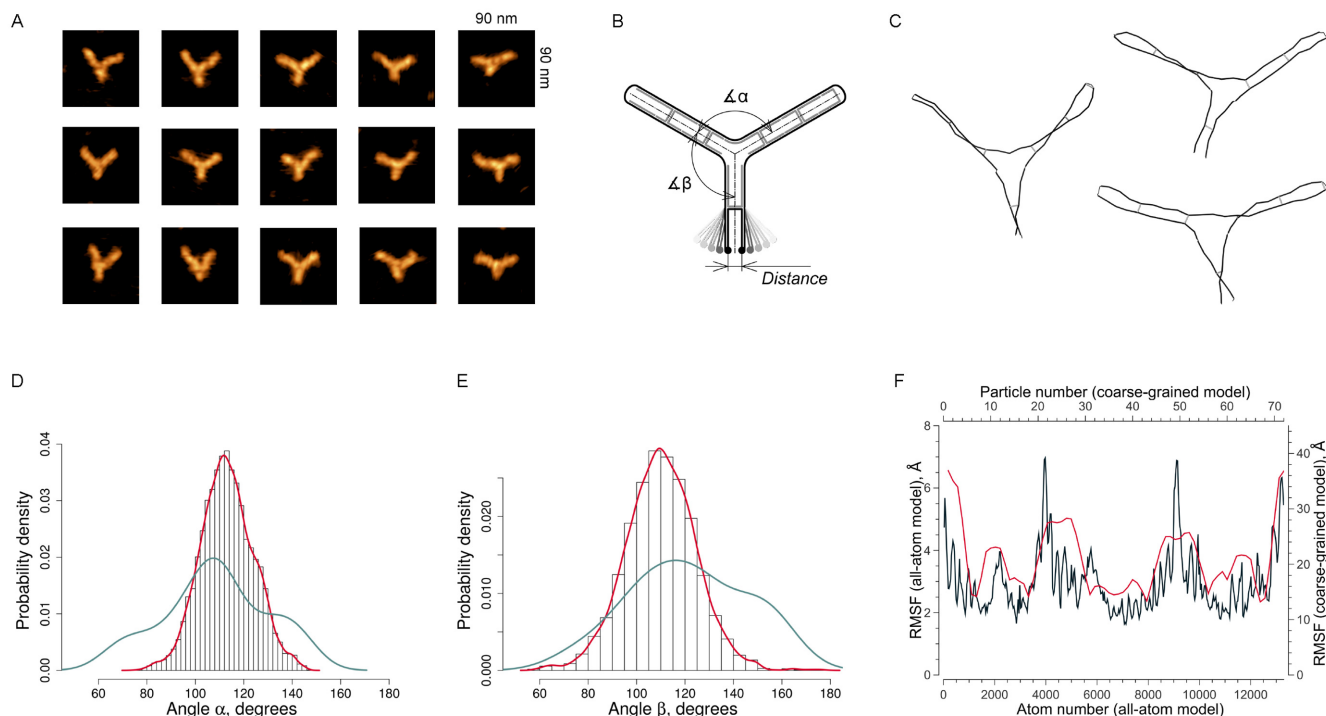 A
90 nm
90 nm
B
∡α
∡β
Distance
C
D
Probability density
0.00
0.01
0.02
0.03
0.04
60
80
100
120
140
160
180
Angle α, degrees
E
Probability density
0.000
0.010
0.020
60
80
100
120
140
160
180
Angle β, degrees
F
Particle number (coarse-grained model)
0
10
20
30
40
50
60
70
RMSF (all-atom model), Å
0
2
4
6
8
RMSF (coarse-grained model), Å
0
10
20
30
40
0
2000
4000
6000
8000
10000
12000
Atom number (all-atom model)